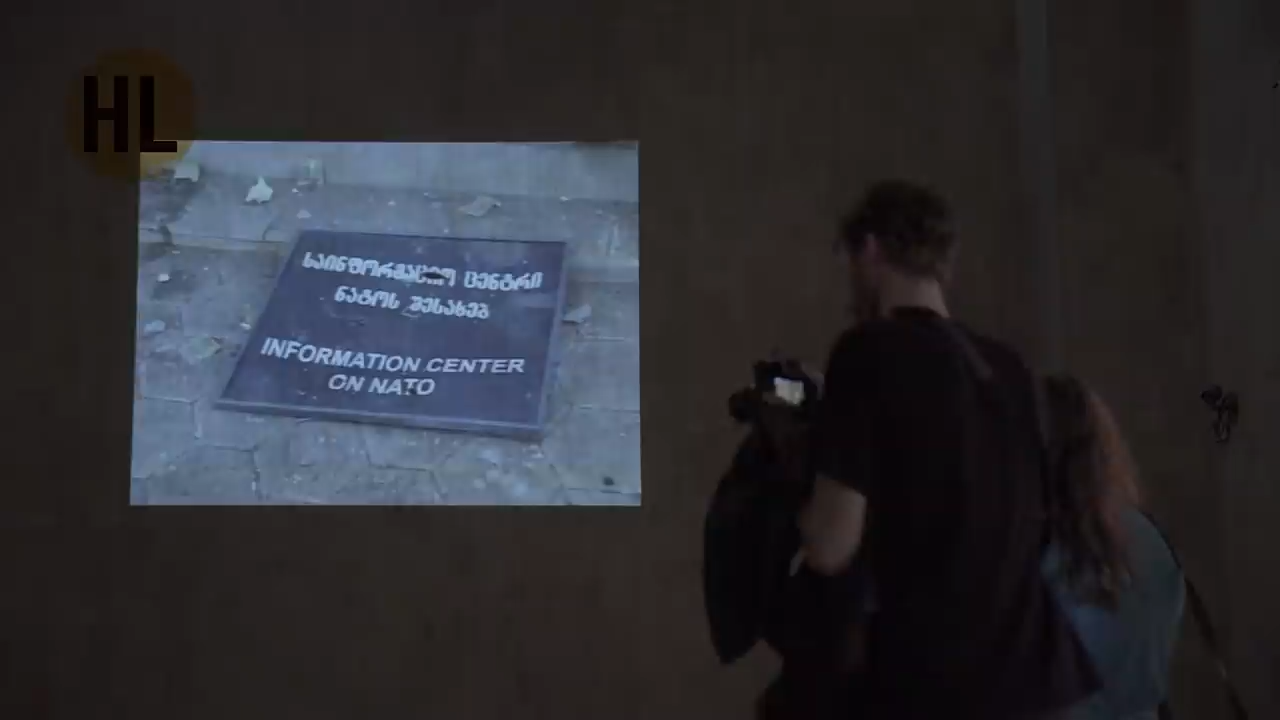 HL
საინფორმაციო ცენტრი
ნატოს შესახებ
INFORMATION CENTER
ON NATO